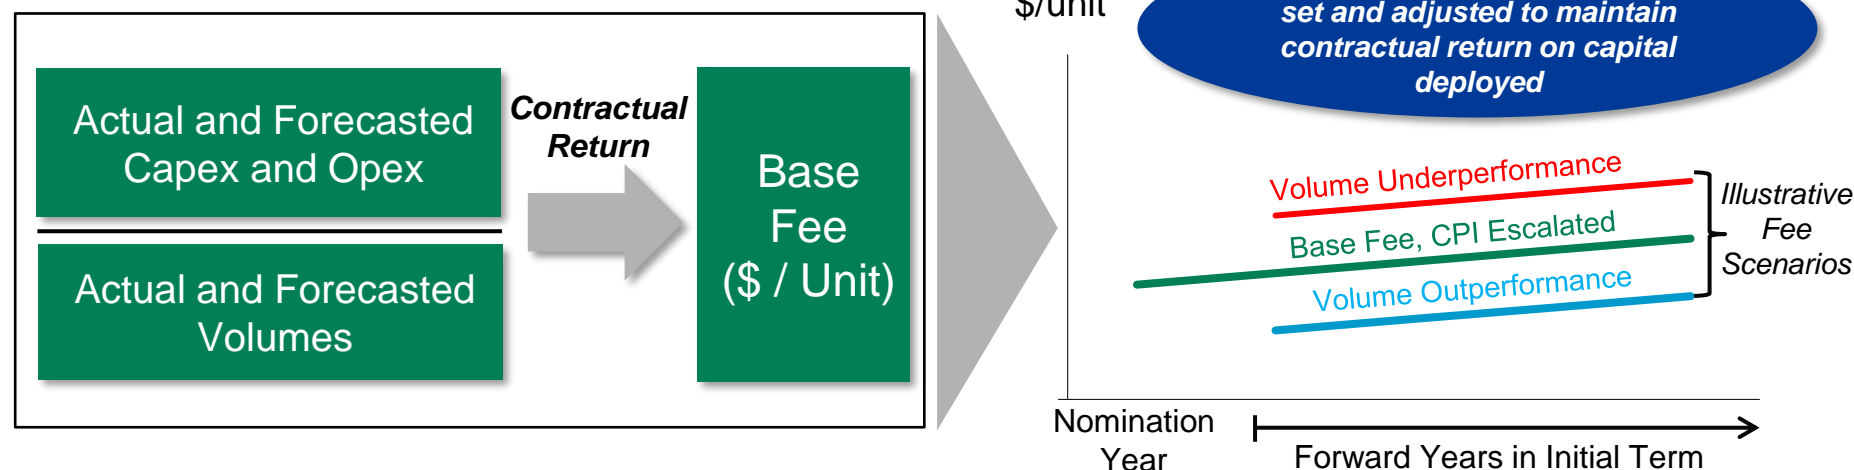 Actual and Forecasted
Capex and Opex
Actual and Forecasted
Volumes
Contractual
Return
Base
Fee
($ / Unit)
$/unit
set and adjusted to maintain
contractual return on capital
deployed
Volume Underperformance
Base Fee, CPI Escalated
Volume Outperformance
Illustrative
Fee
Scenarios
Nomination
Year
Forward Years in Initial Term